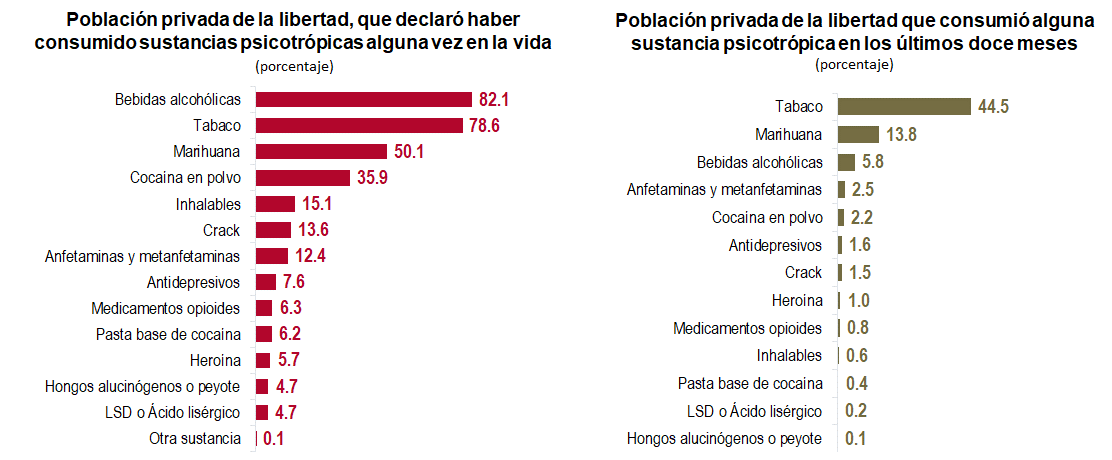 Población privada de la libertad, que declaró haber
consumido sustancias psicotrópicas alguna vez en la vida
(porcentaje)
Bebidas alcohólicas 82.1
Tabaco 78.6
Marihuana 50.1
Cocaina en polvo 35.9
Inhalables 15.1
Crack 13.6
Anfetaminas y metanfetaminas 12.4
Antidepresivos 7.6
Medicamentos opioides 6.3
Pasta base de cocaina 6.2
Heroina 5.7
Hongos alucinógenos o peyote 4.7
LSD o Ácido lisérgico 4.7
Otra sustancia 0.1
Población privada de la libertad que consumió alguna
sustancia psicotrópica en los últimos doce meses
(porcentaje)
Tabaco 44.5
Marihuana 13.8
Bebidas alcohólicas 5.8
Anfetaminas y metanfetaminas 2.5
Cocaina en polvo 2.2
Antidepresivos 1.6
Crack 1.5
Heroina 1.0
Medicamentos opioides 0.8
Inhalables 0.6
Pasta base de cocaina 0.4
LSD o Ácido lisérgico 0.2
Hongos alucinógenos o peyote 0.1